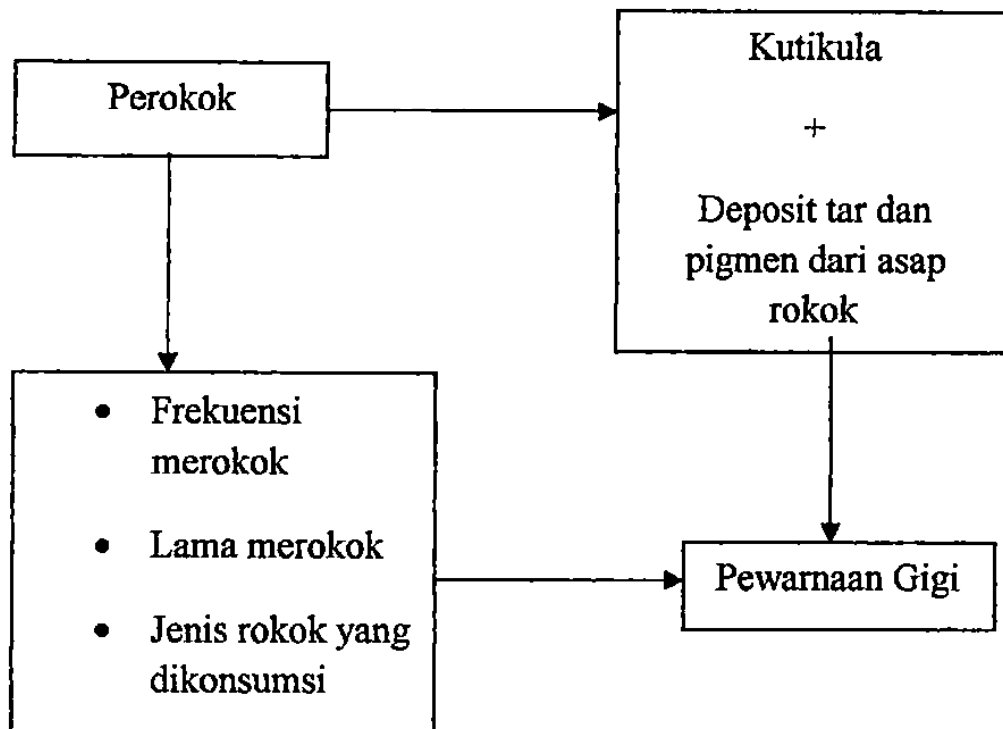 Perokok
Kutikula
+
Deposit tar dan
pigmen dari asap
rokok
• Frekuensi
merokok
• Lama merokok
• Jenis rokok yang
dikonsumsi
Pewarnaan Gigi